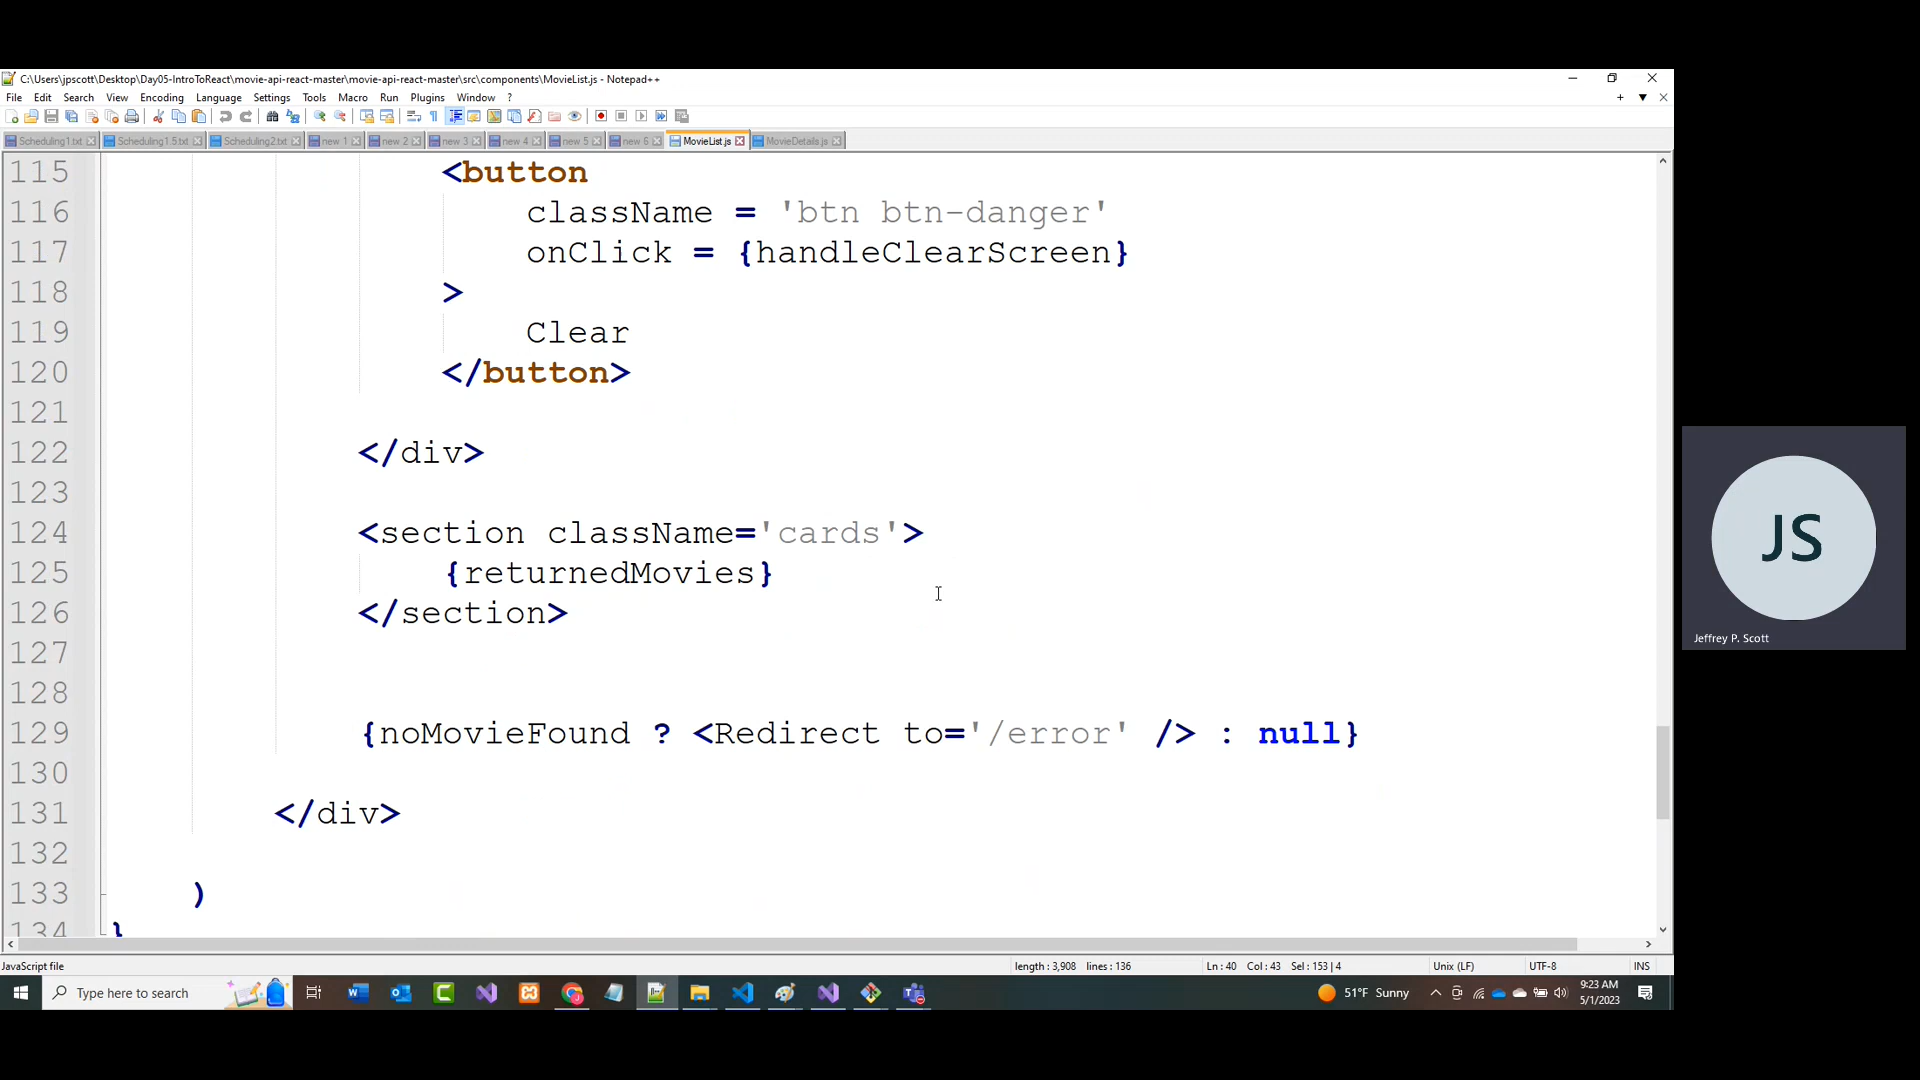 C:\Users\jpscott\Desktop\Day05-IntroToReact\movie-api-react-master\movie-api-react-master\src\components\MovieList.js - Notepad++
File Edit Search View Encoding Language Settings Tools Macro Run Plugins Window ?
Scheduling1.txt Scheduling1.5.txt Scheduling2.txt new 1 new 2 new 3 new 4 new 5 new 6 MovieList.js MovieDetails.js
115 <button
116 className = 'btn btn-danger'
117 onClick = {handleClearScreen}
118 >
119 Clear
120 </button>
121
122 </div>
123
124 <section className='cards'>
125 {returnedMovies}
126 </section>
127
128
129 {noMovieFound ? <Redirect to='/error' /> : null}
130
131 </div>
132
133 )
134 }
JS
Jeffrey P. Scott
JavaScript file length : 3,908 lines : 136 Ln : 40 Col : 43 Sel : 153 | 4 Unix (LF) UTF-8 INS
Type here to search 51°F Sunny 9:23 AM
5/1/2023